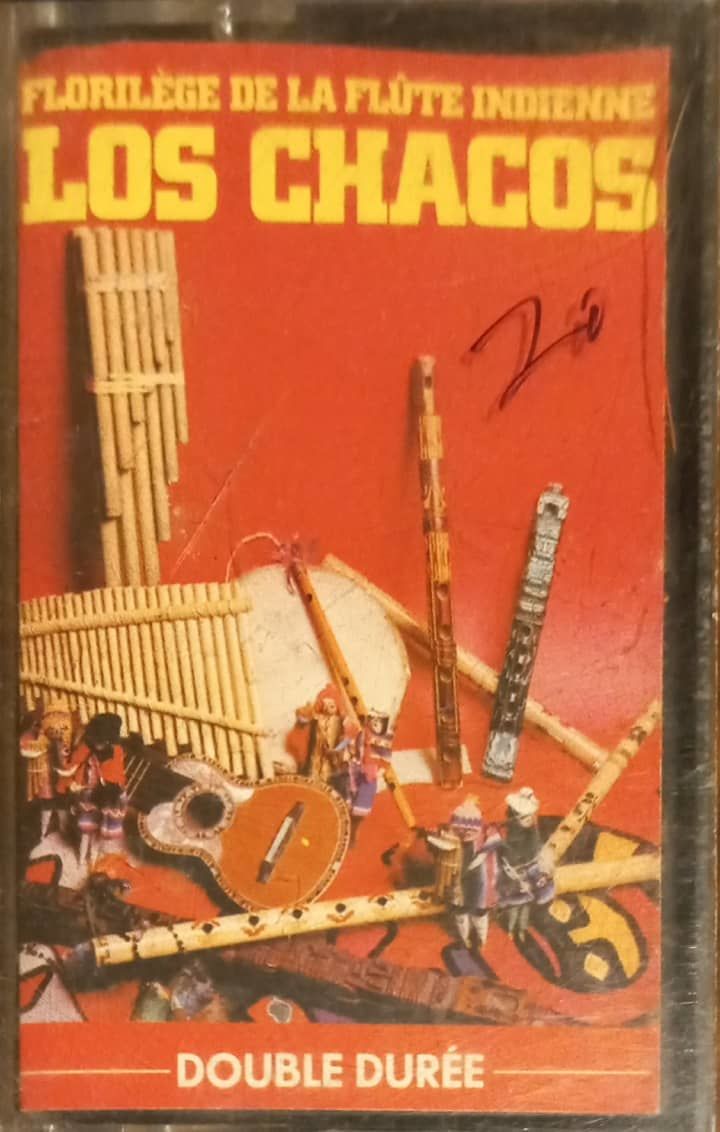 FLORILÈGE DE LA FLÛTE INDIENNE
LOS CHACOS
DOUBLE DURÉE